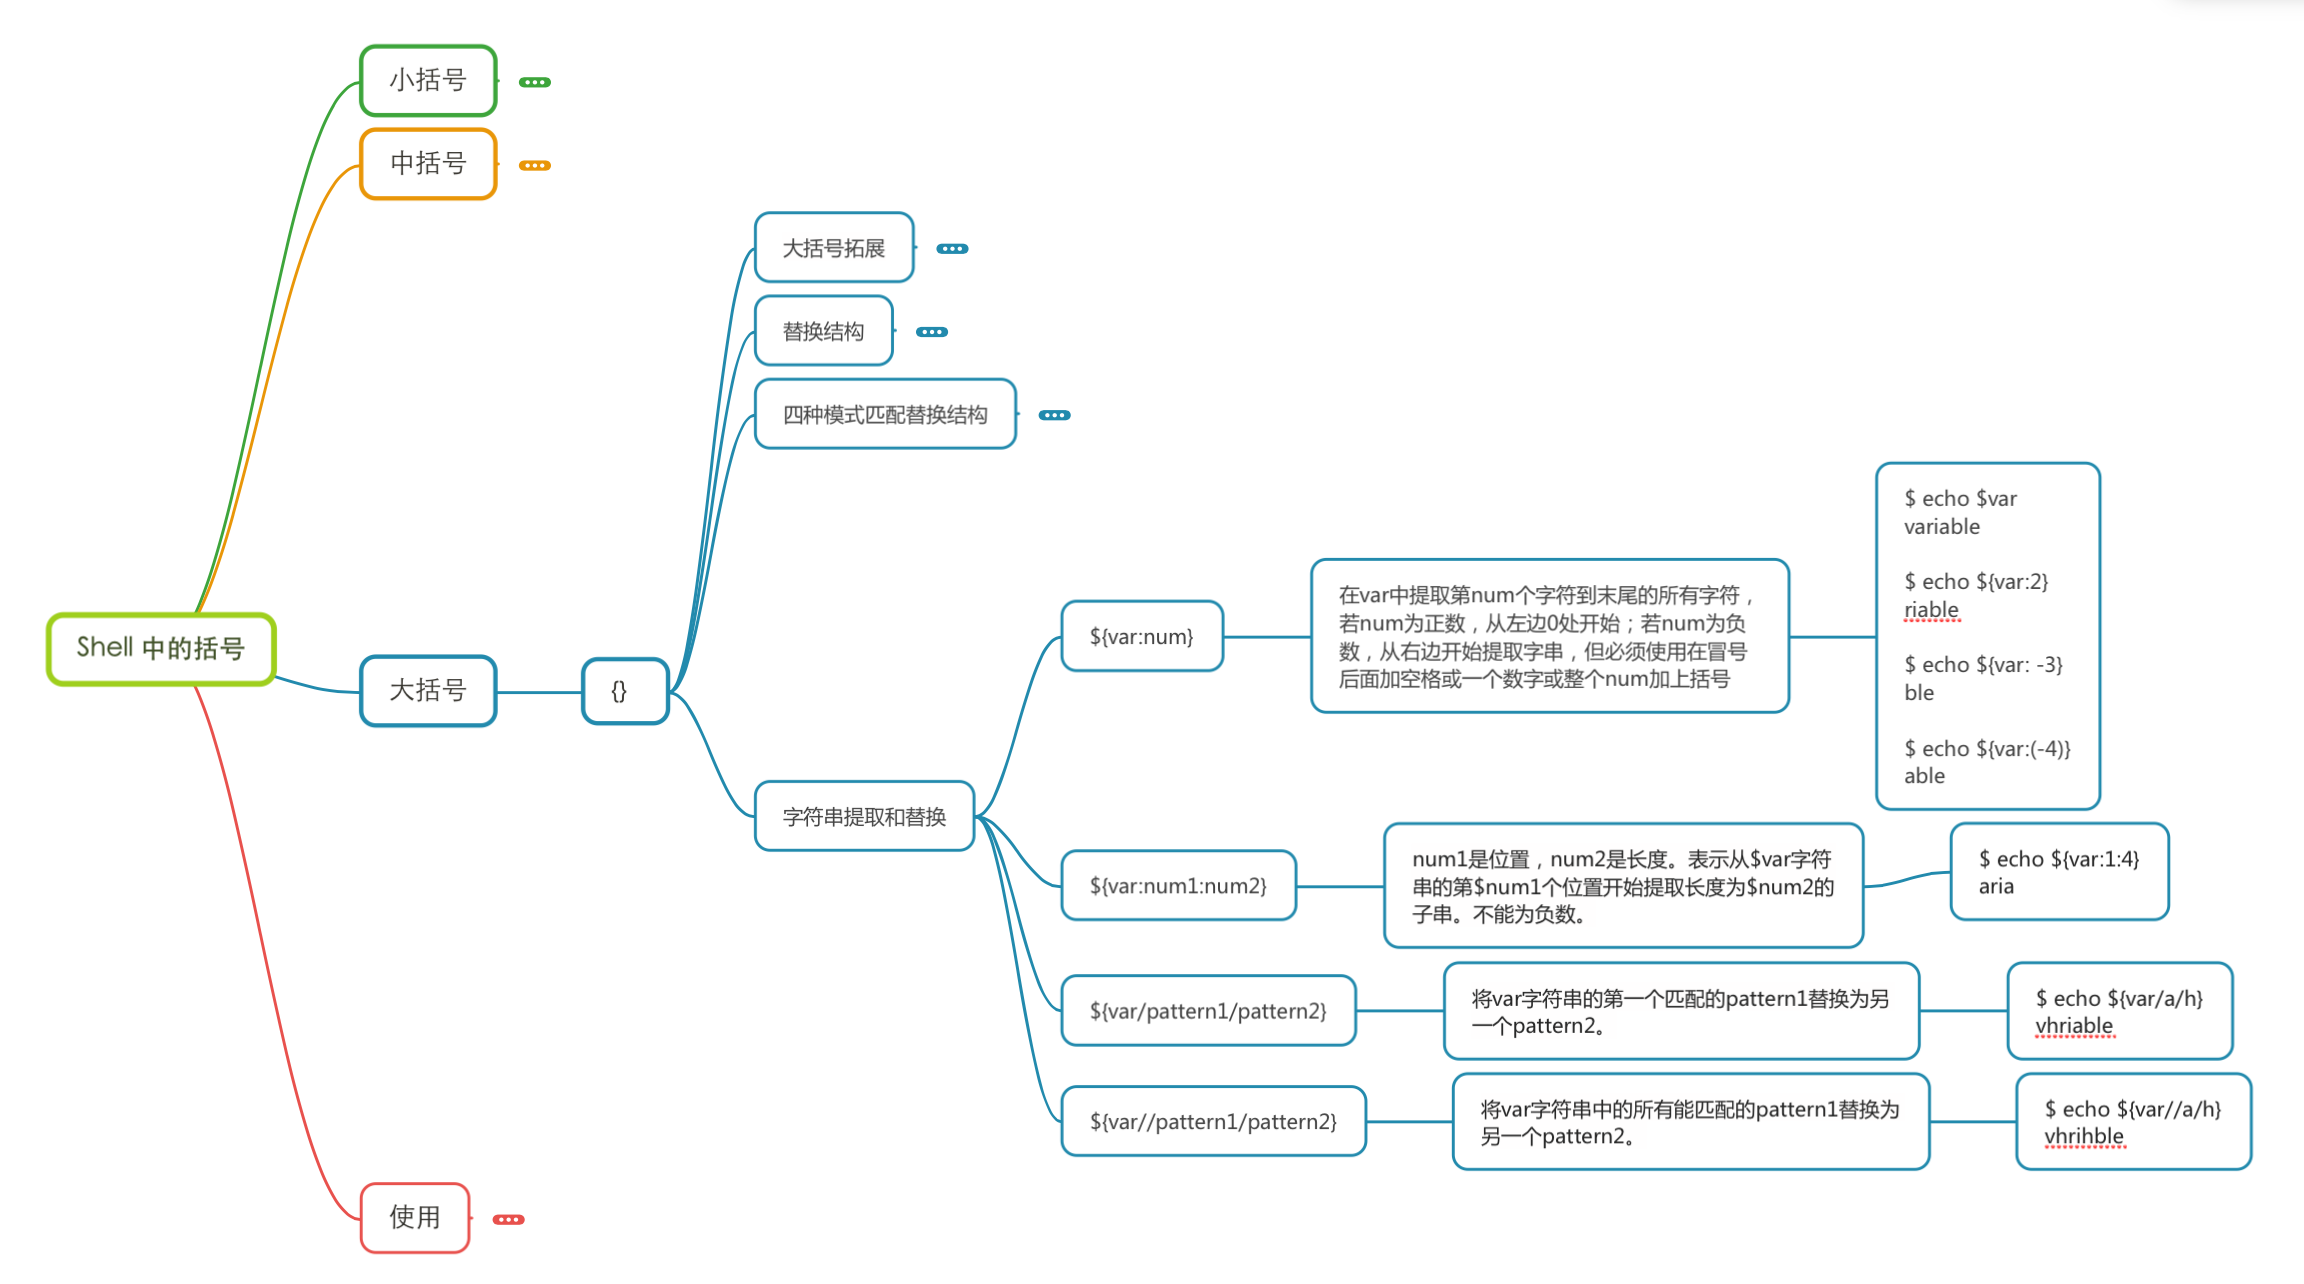 小括号
中括号
大括号拓展
替换结构
四种模式匹配替换结构
$ echo $var
variable
$ echo ${var:2}
riable
$ echo ${var: -3}
ble
$ echo ${var:(-4)}
able
在var中提取第num个字符到末尾的所有字符，
若num为正数，从左边0处开始；若num为负
数，从右边开始提取字串，但必须使用在冒号
后面加空格或一个数字或整个num加上括号
${var:num}
Shell 中的括号
大括号
{}
字符串提取和替换
${var:num1:num2}
num1是位置，num2是长度。表示从$var字符
串的第$num1个位置开始提取长度为$num2的
子串。不能为负数。
$ echo ${var:1:4}
aria
${var/pattern1/pattern2}
将var字符串的第一个匹配的pattern1替换为另
一个pattern2。
$ echo ${var/a/h}
vhriable
${var//pattern1/pattern2}
将var字符串中的所有能匹配的pattern1替换为
另一个pattern2。
$ echo ${var//a/h}
vhrihble
使用